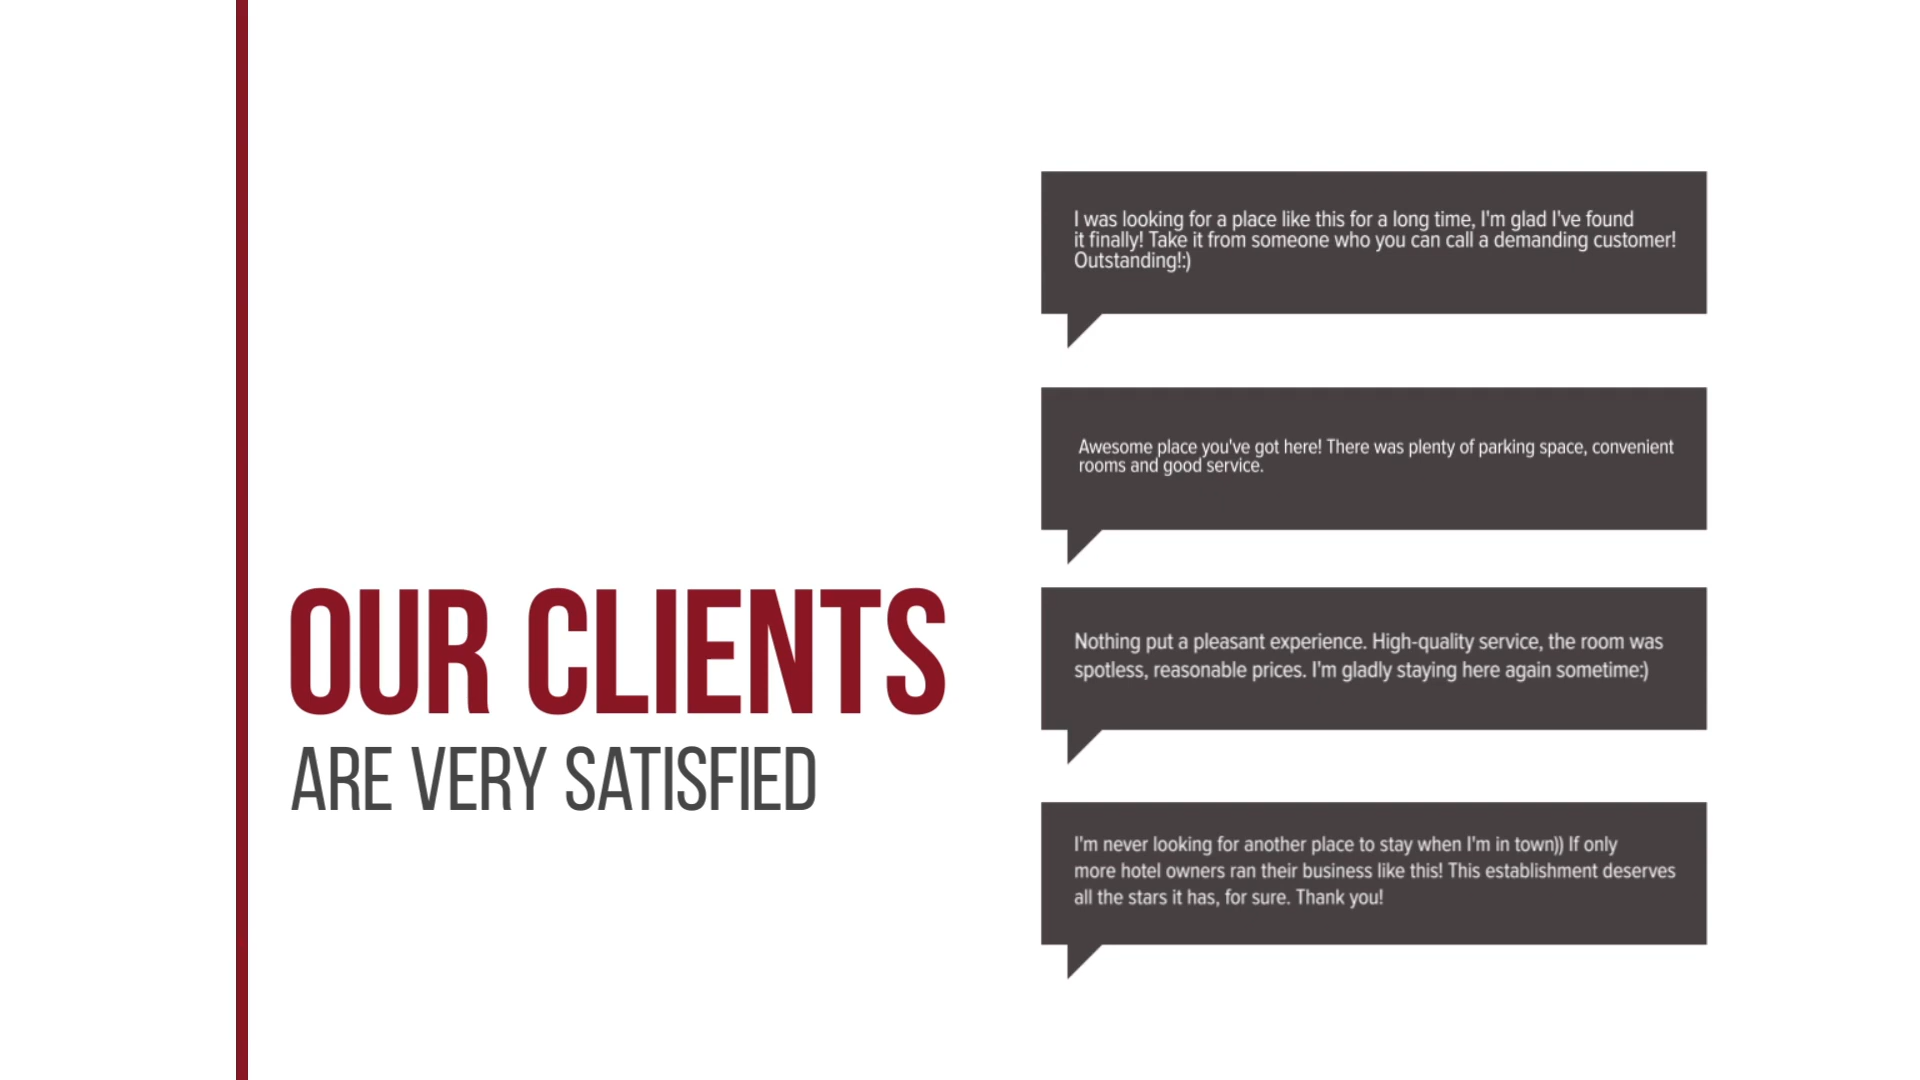 OUR CLIENTS
ARE VERY SATISFIED
I was looking for a place like this for a long time, I'm glad I've found
it finally! Take it from someone who you can call a demanding customer!
Outstanding!:)
Awesome place you've got here! There was plenty of parking space, convenient
rooms and good service.
Nothing put a pleasant experience. High-quality service, the room was
spotless, reasonable prices. I'm gladly staying here again sometime:)
I'm never looking for another place to stay when I'm in town)) If only
more hotel owners ran their business like this! This establishment deserves
all the stars it has, for sure. Thank you!